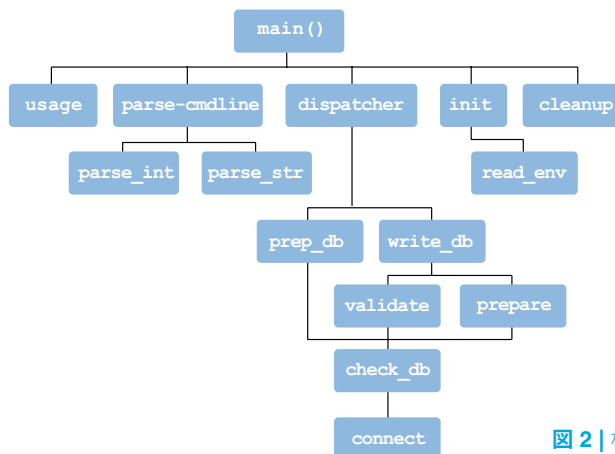 main()
usage parse-cmdline dispatcher init cleanup
parse_int parse_str read_env
prep_db write_db
validate prepare
check_db
connect
図 2 |